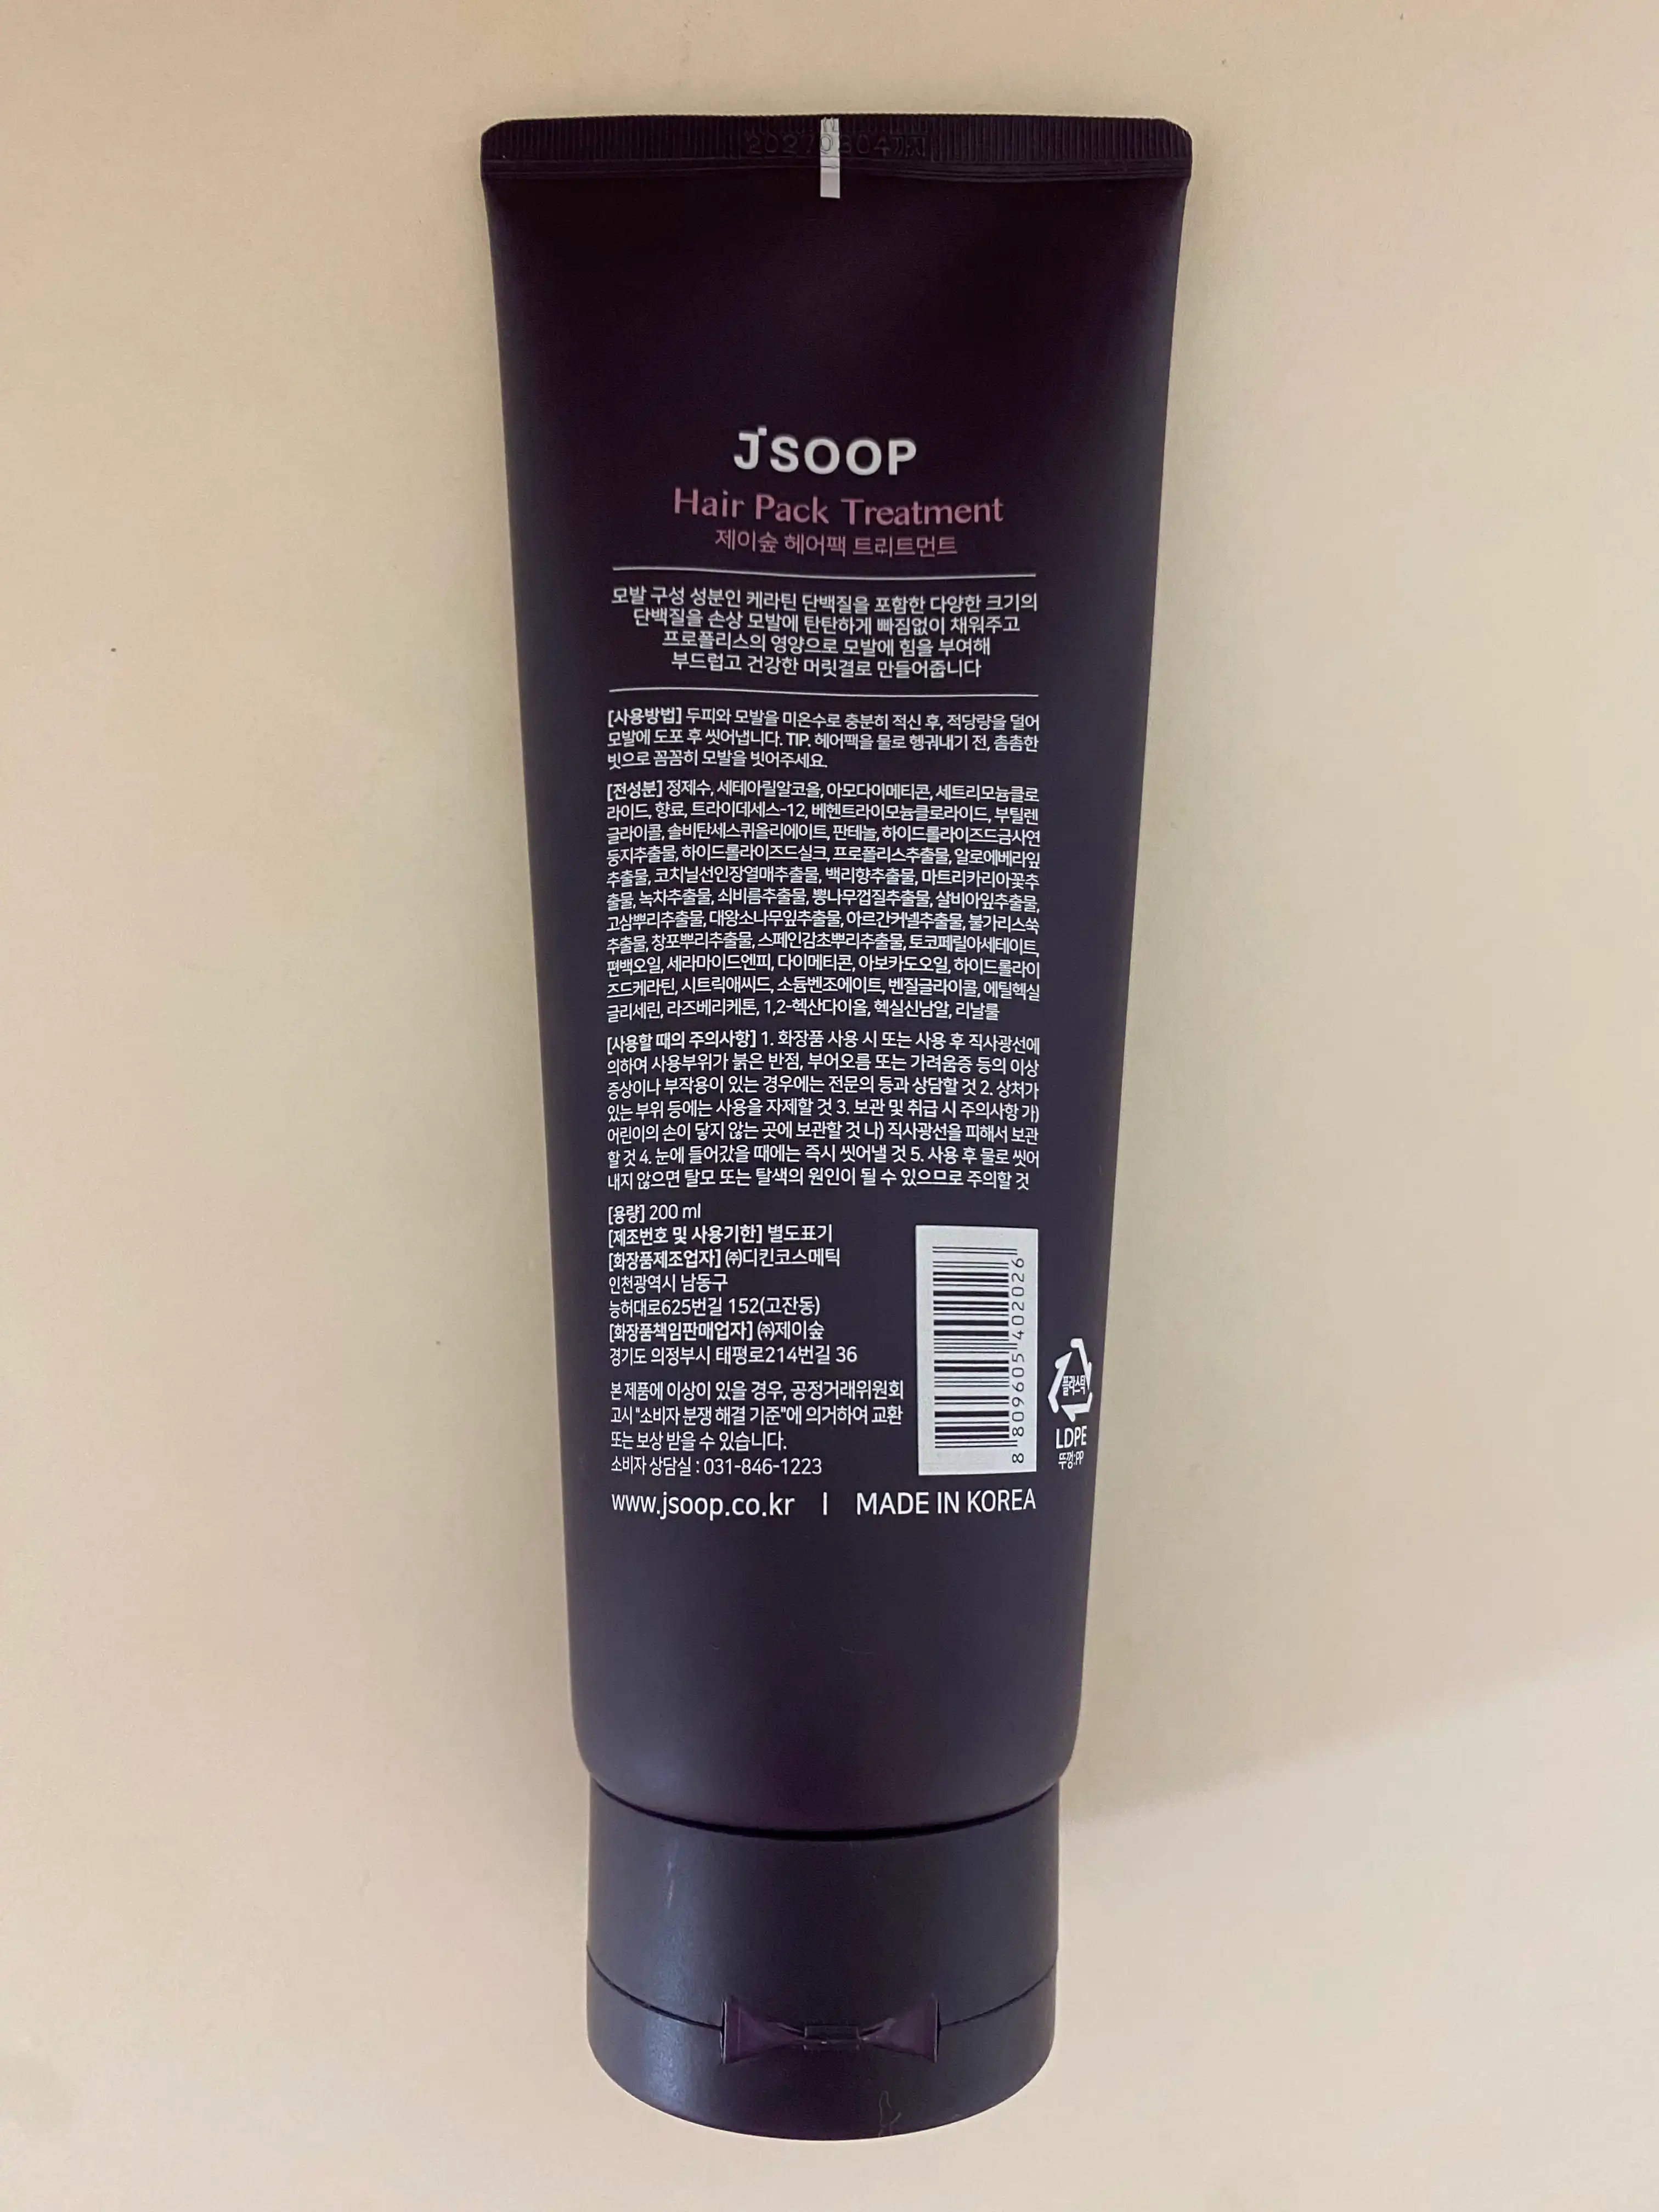 20270304까지
JSOOP
Hair Pack Treatment
제이숲 헤어팩 트리트먼트
모발 구성 성분인 케라틴 단백질을 포함한 다양한 크기의
단백질을 손상 모발에 탄탄하게 빠짐없이 채워주고
프로폴리스의 영양으로 모발에 힘을 부여해
부드럽고 건강한 머릿결로 만들어줍니다
[사용방법] 두피와 모발을 미온수로 충분히 적신 후, 적당량을 덜어
모발에 도포 후 씻어냅니다. TIP. 헤어팩을 물로 헹궈내기 전, 촘촘한
빗으로 꼼꼼히 모발을 빗어주세요.
[전성분] 정제수, 세테아릴알코올, 아모다이메티콘, 세트리모늄클로
라이드, 향료, 트라이데세스-12, 베헨트라이모늄클로라이드, 부틸렌
글라이콜, 솔비탄세스퀴올리에이트, 판테놀, 하이드롤라이즈드금사연
둥지추출물, 하이드롤라이즈드실크, 프로폴리스추출물, 알로에베라잎
추출물, 코치닐선인장열매추출물, 백리향추출물, 마트리카리아꽃추
출물, 녹차추출물, 쇠비름추출물, 뽕나무껍질추출물, 살비아잎추출물,
고삼뿌리추출물, 대왕소나무잎추출물, 아르간커넬추출물, 불가리스쑥
추출물, 창포뿌리추출물, 스페인감초뿌리추출물, 토코페릴아세테이트,
편백오일, 세라마이드엔피, 다이메티콘, 아보카도오일, 하이드롤라이
즈드케라틴, 시트릭애씨드, 소듐벤조에이트, 벤질글라이콜, 에틸헥실
글리세린, 라즈베리케톤, 1,2-헥산다이올, 헥실신남알, 리날룰
[사용할 때의 주의사항] 1. 화장품 사용 시 또는 사용 후 직사광선에
의하여 사용부위가 붉은 반점, 부어오름 또는 가려움증 등의 이상
증상이나 부작용이 있는 경우에는 전문의 등과 상담할 것 2. 상처가
있는 부위 등에는 사용을 자제할 것 3. 보관 및 취급 시 주의사항 가)
어린이의 손이 닿지 않는 곳에 보관할 것 나) 직사광선을 피해서 보관
할 것 4. 눈에 들어갔을 때에는 즉시 씻어낼 것 5. 사용 후 물로 씻어
내지 않으면 탈모 또는 탈색의 원인이 될 수 있으므로 주의할 것
[용량] 200 ml
[제조번호 및 사용기한] 별도표기
[화장품제조업자] ㈜디킨코스메틱
인천광역시 남동구
능허대로625번길 152(고잔동)
[화장품책임판매업자] ㈜제이숲
경기도 의정부시 태평로214번길 36
본 제품에 이상이 있을 경우, 공정거래위원회
고시 "소비자 분쟁 해결 기준"에 의거하여 교환
또는 보상 받을 수 있습니다.
소비자 상담실 : 031-846-1223
8 809605 402026
플라스틱
LDPE
뚜껑:PP
www.jsoop.co.kr | MADE IN KOREA